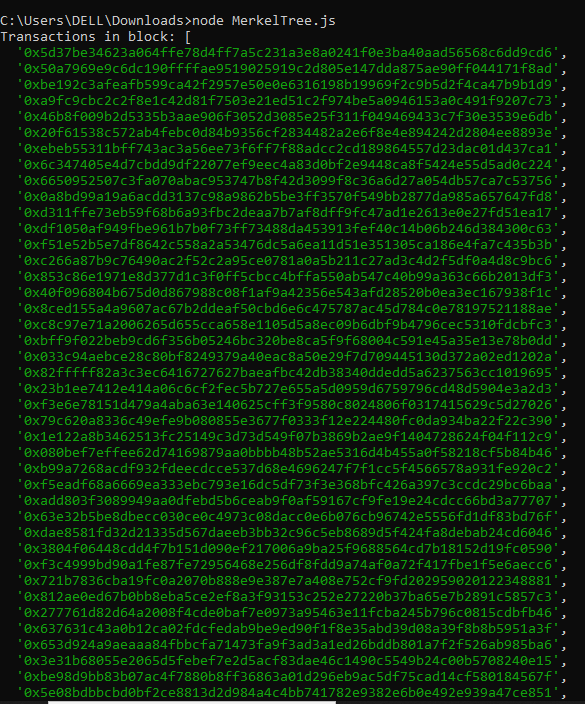 C:\Users\DELL\Downloads>node MerkelTree.js
Transactions in block: [
'0x5d37be34623a064ffe78d4ff7a5c231a3e8a0241f0e3ba40aad56568c6dd9cd6',
'0x50a7969e9c6dc190ffffae9519025919c2d805e147dda875ae90ff044171f8ad',
'0xbe192c3afeafb599ca42f2957e50e0e6316198b19969f2c9b5d2f4ca47b9b1d9',
'0xa9fc9cbc2c2f8e1c42d81f7503e21ed51c2f974be5a0946153a0c491f9207c73',
'0x46b8f009b2d5335b3aae906f3052d3085e25f311f049469433c7f30e3539e6db',
'0x20f61538c572ab4febc0d84b9356cf2834482a2e6f8e4e894242d2804ee8893e',
'0xebeb55311bff743ac3a56ee73f6ff7f88adcc2cd189864557d23dac01d437ca1',
'0x6c347405e4d7cbdd9df22077ef9eec4a83d0bf2e9448ca8f5424e55d5ad0c224',
'0x6650952507c3fa070abac953747b8f42d3099f8c36a6d27a054db57ca7c53756',
'0x0a8bd99a19a6acdd3137c98a9862b5be3ff3570f549bb2877da985a657647fd8',
'0xd311ffe73eb59f68b6a93fbc2deaa7b7af8dff9fc47ad1e2613e0e27fd51ea17',
'0xdf1050af949fbe961b7b0f73ff73488da453913fef40c14b06b246d384300c63',
'0xf51e52b5e7df8642c558a2a53476dc5a6ea11d51e351305ca186e4fa7c435b3b',
'0xc266a87b9c76490ac2f52c2a95ce0781a0a5b211c27ad3c4d2f5df0a4d8c9bc6',
'0x853c86e1971e8d377d1c3f0ff5cbcc4bffa550ab547c40b99a363c66b2013df3',
'0x40f096804b675d0d867988c08f1af9a42356e543afd28520b0ea3ec167938f1c',
'0x8ced155a4a9607ac67b2ddeaf50cbd6e6c475787ac45d784c0e78197521188ae',
'0xc8c97e71a2006265d655cca658e1105d5a8ec09b6dbf9b4796cec5310fdcbfc3',
'0xbff9f022beb9cd6f356b05246bc320be8ca5f9f68004c591e45a35e13e78b0dd',
'0x033c94aebce28c80bf8249379a40eac8a50e29f7d709445130d372a02ed1202a',
'0x82fffff82a3c3ec6416727627baeafbc42db38340ddedd5a6237563cc1019695',
'0x23b1ee7412e414a06c6cf2fec5b727e655a5d0959d6759796cd48d5904e3a2d3',
'0xf3e6e78151d479a4aba63e140625cff3f9580c8024806f0317415629c5d27026',
'0x79c620a8336c49efe9b080855e3677f0333f12e224480fc0da934ba22f22c390',
'0x1e122a8b3462513fc25149c3d73d549f07b3869b2ae9f1404728624f04f112c9',
'0x080bef7effee62d74169879aa0bbbb48b52ae5316d4b455a0f58218cf5b84b46',
'0xb99a7268acdf932fdeecdcce537d68e4696247f7f1cc5f4566578a931fe920c2',
'0xf5eadf68a6669ea333ebc793e16dc5df73f3e368bfc426a397c3ccdc29bc6baa',
'0xadd803f3089949aa0dfebd5b6ceab9f0af59167cf9fe19e24cdcc66bd3a77707',
'0x63e32b5be8dbecc030ce0c4973c08dacc0e6b076cb96742e5556fd1df83bd76f',
'0xdae8581fd32d21335d567daeeb3bb32c96c5eb8689d5f424fa8debab24cd6046',
'0x3804f06448cdd4f7b151d090ef217006a9ba25f9688564cd7b18152d19fc0590',
'0xf3c4999bd90a1fe87fe72956468e256df8fdd9a74af0a72f417fbe1f5e6aecc6',
'0x721b7836cba19fc0a2070b888e9e387e7a408e752cf9fd202959020122348881',
'0x812ae0ed67b0bb8eba5ce2ef8a3f93153c252e27220b37ba65e7b2891c5857c3',
'0x277761d82d64a2008f4cde0baf7e0973a95463e11fcba245b796c0815cdbfb46',
'0x637631c43a0b12ca02fdcfedab9be9ed90f1f8e35abd39d08a39f8b8b5951a3f',
'0x653d924a9aeaaa84fbbcfa71473fa9f3ad3a1ed26bddb801a7f2f526ab985ba6',
'0x3e31b68055e2065d5febef7e2d5acf83dae46c1490c5549b24c00b5708240e15',
'0xbe98d9bb83b07ac4f7880b8ff36863a01d296eb9ac5df75cad14cf580184567f',
'0x5e08bdbbcbd0bf2ce8813d2d984a4c4bb741782e9382e6b0e492e939a47ce851',